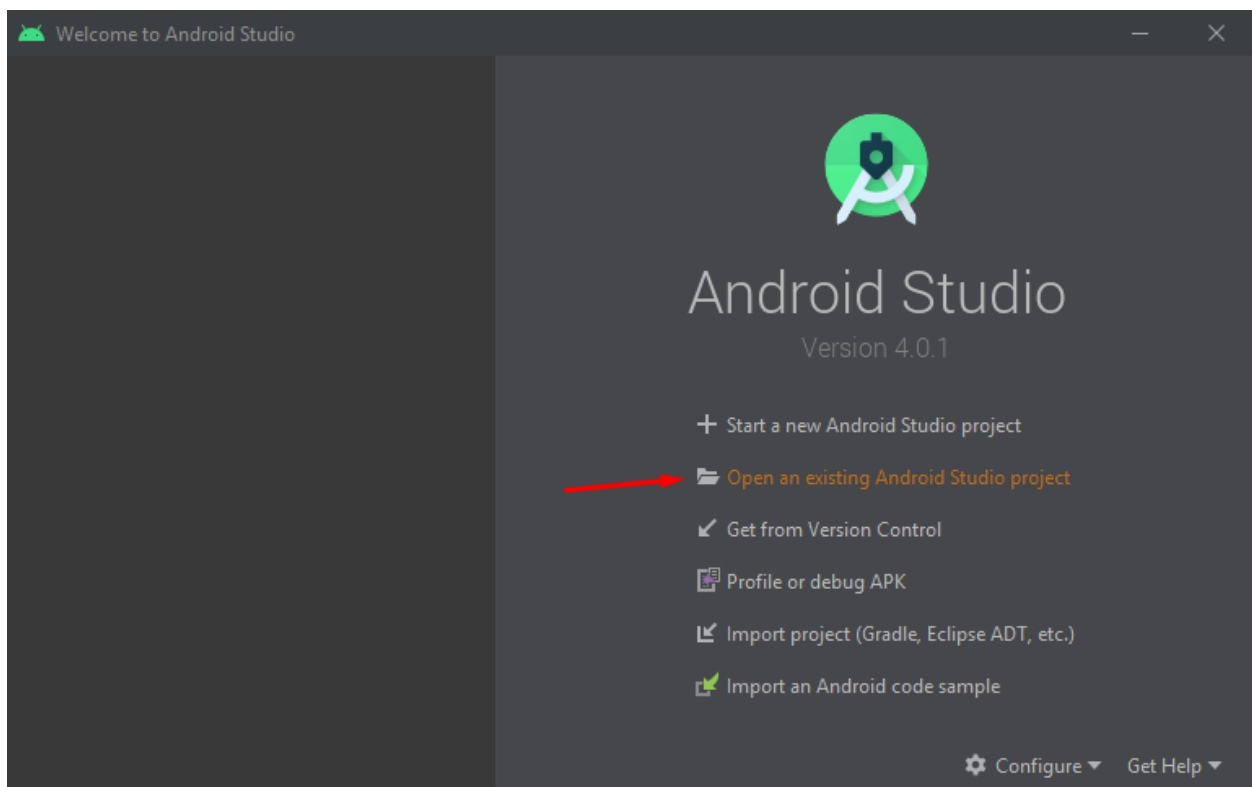 Welcome to Android Studio
Android Studio
Version 4.0.1
Start a new Android Studio project
Open an existing Android Studio project
Get from Version Control
Profile or debug APK
Import project (Gradle, Eclipse ADT, etc.)
Import an Android code sample
Configure Get Help